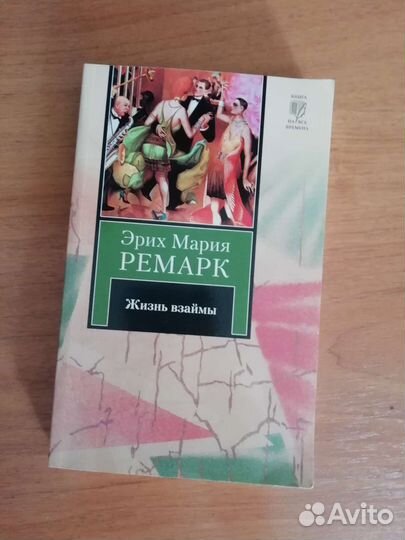 КНИГА
НА ВСЕ
ВРЕМЕНА
Эрих Мария
РЕМАРК
Жизнь взаймы
Avito